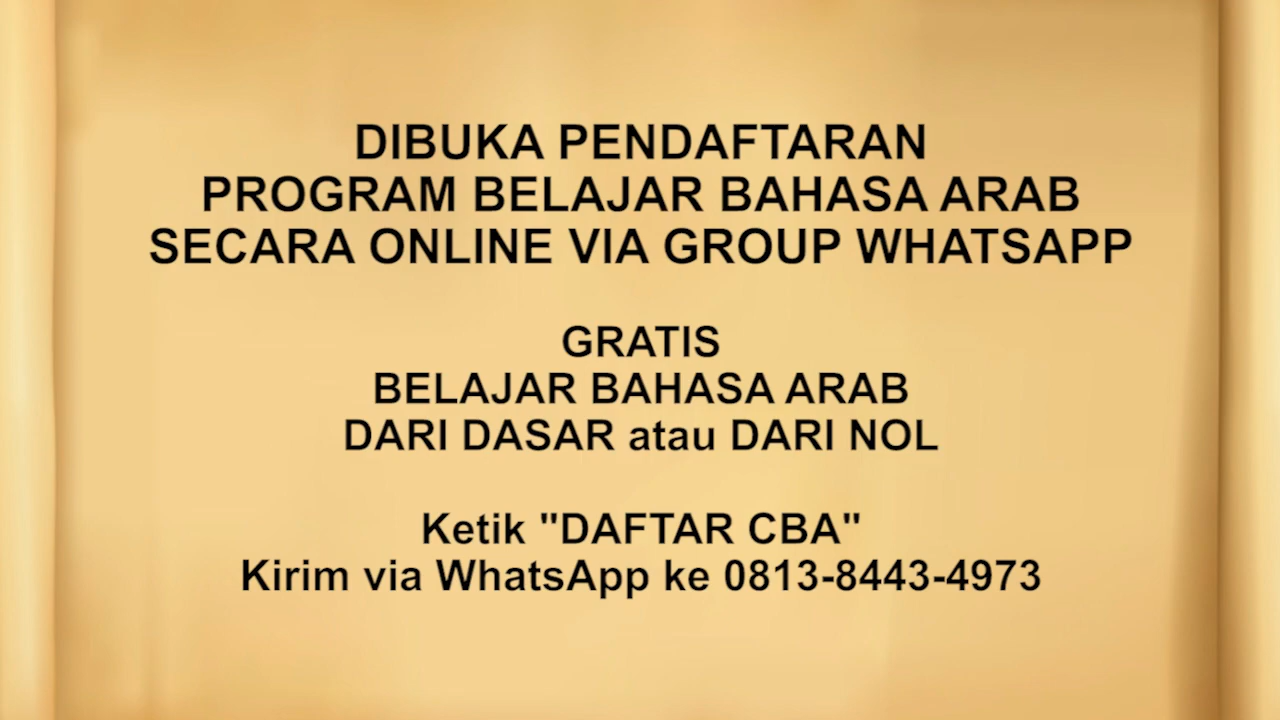 DIBUKA PENDAFTARAN
PROGRAM BELAJAR BAHASA ARAB
SECARA ONLINE VIA GROUP WHATSAPP
GRATIS
BELAJAR BAHASA ARAB
DARI DASAR atau DARI NOL
Ketik "DAFTAR CBA"
Kirim via WhatsApp ke 0813-8443-4973